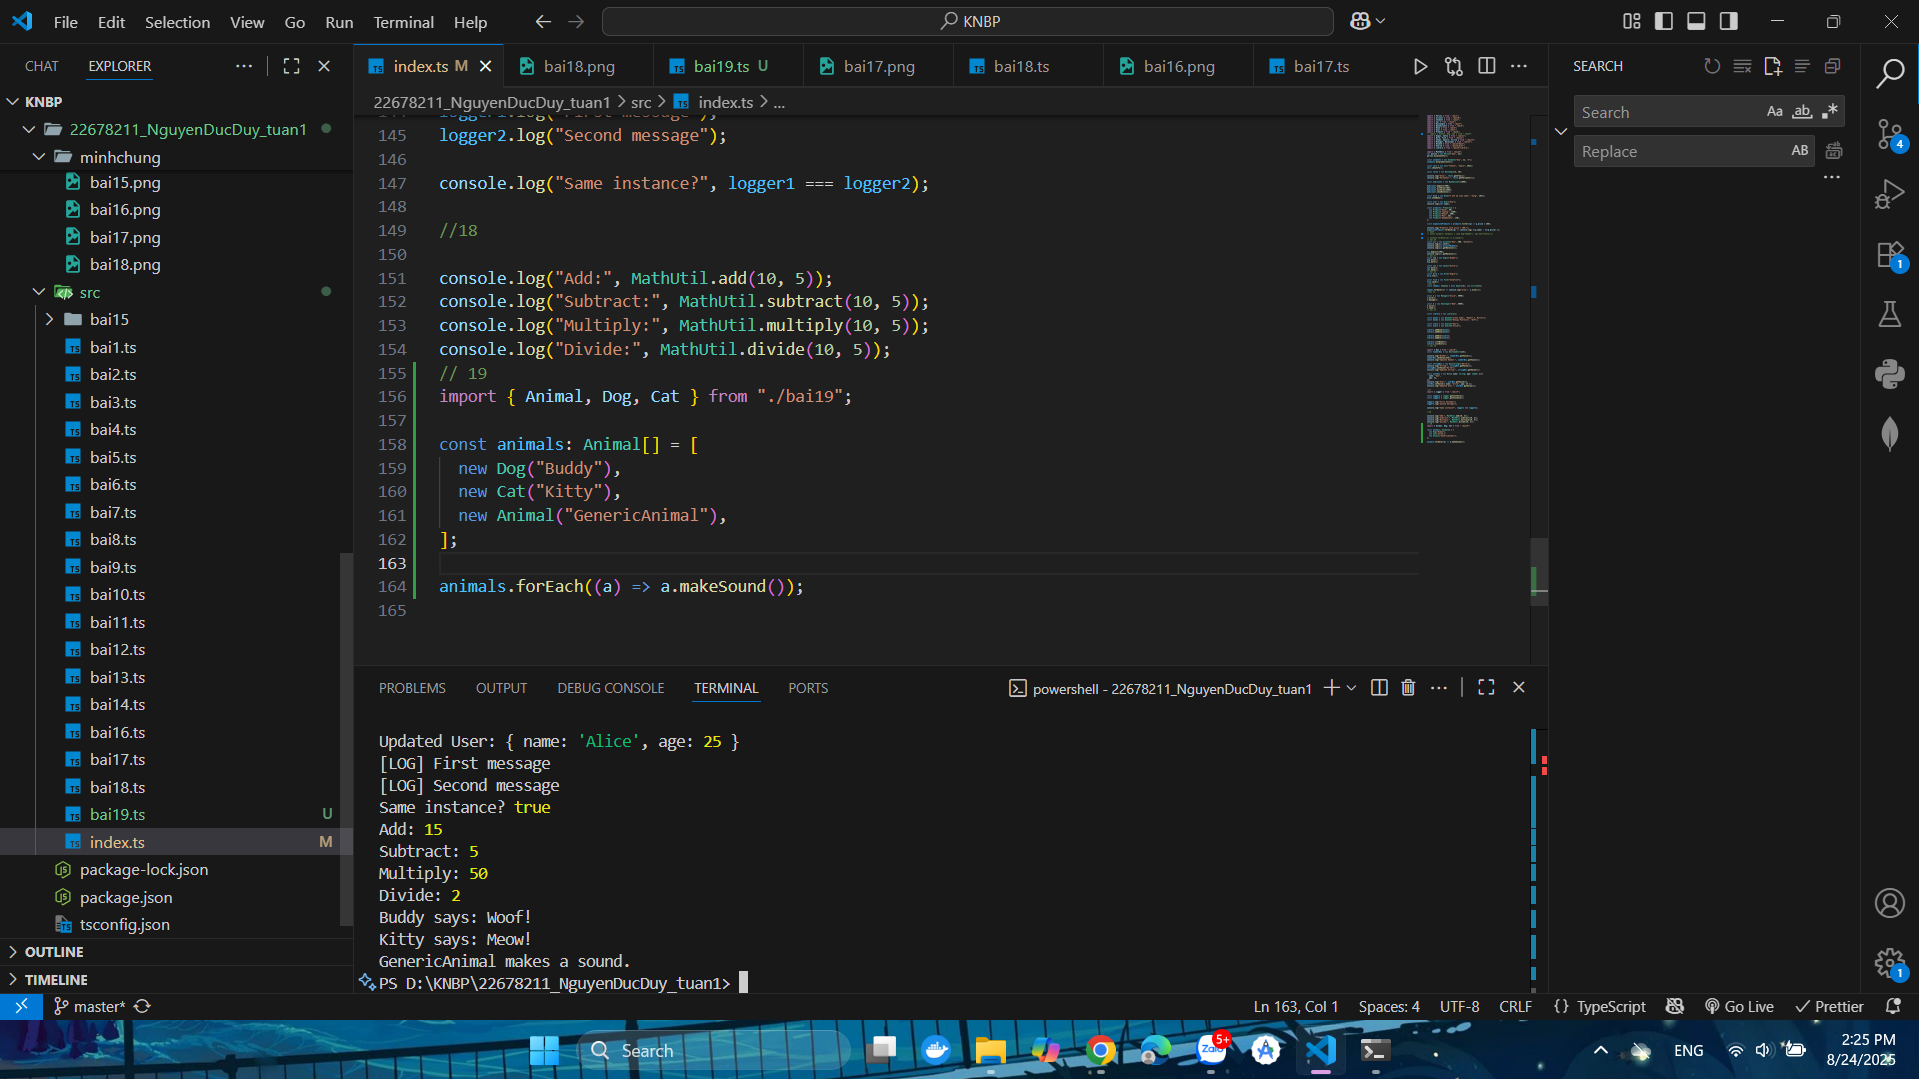 File Edit Selection View Go Run Terminal Help
KNBP
CHAT EXPLORER
KNBP
22678211_NguyenDucDuy_tuan1
minhchung
bai15.png
bai16.png
bai17.png
bai18.png
src
bai15
bai1.ts
bai2.ts
bai3.ts
bai4.ts
bai5.ts
bai6.ts
bai7.ts
bai8.ts
bai9.ts
bai10.ts
bai11.ts
bai12.ts
bai13.ts
bai14.ts
bai16.ts
bai17.ts
bai18.ts
bai19.ts U
index.ts M
package-lock.json
package.json
tsconfig.json
OUTLINE
TIMELINE
index.ts M bai18.png bai19.ts U bai17.png bai18.ts bai16.png bai17.ts
22678211_NguyenDucDuy_tuan1 > src > index.ts > ...
145 logger2.log("Second message");
146
147 console.log("Same instance?", logger1 === logger2);
148
149 //18
150
151 console.log("Add:", MathUtil.add(10, 5));
152 console.log("Subtract:", MathUtil.subtract(10, 5));
153 console.log("Multiply:", MathUtil.multiply(10, 5));
154 console.log("Divide:", MathUtil.divide(10, 5));
155 // 19
156 import { Animal, Dog, Cat } from "./bai19";
157
158 const animals: Animal[] = [
159 new Dog("Buddy"),
160 new Cat("Kitty"),
161 new Animal("GenericAnimal"),
162 ];
163
164 animals.forEach((a) => a.makeSound());
165
PROBLEMS OUTPUT DEBUG CONSOLE TERMINAL PORTS
powershell - 22678211_NguyenDucDuy_tuan1
Updated User: { name: 'Alice', age: 25 }
[LOG] First message
[LOG] Second message
Same instance? true
Add: 15
Subtract: 5
Multiply: 50
Divide: 2
Buddy says: Woof!
Kitty says: Meow!
GenericAnimal makes a sound.
PS D:\KNBP\22678211_NguyenDucDuy_tuan1>
SEARCH
Search Aa ab
Replace AB
4
1
1
master*
Ln 163, Col 1 Spaces: 4 UTF-8 CRLF {} TypeScript Go Live Prettier
Search
Zalo 5+
ENG
2:25 PM
8/24/2025